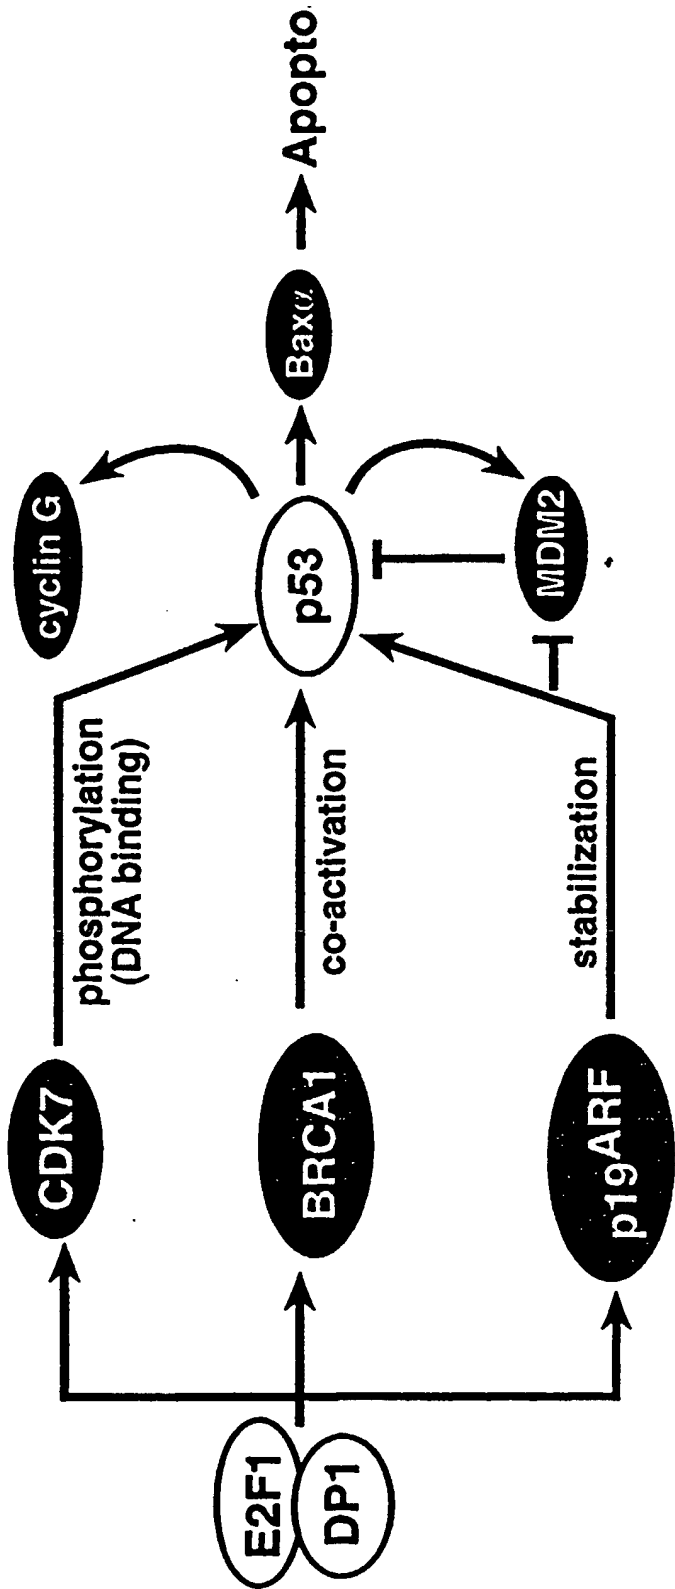 E2F1
DP1
CDK7
BRCA1
p19ARF
phosphorylation
(DNA binding)
co-activation
stabilization
cyclin G
p53
MDM2
Baxα
Apopto